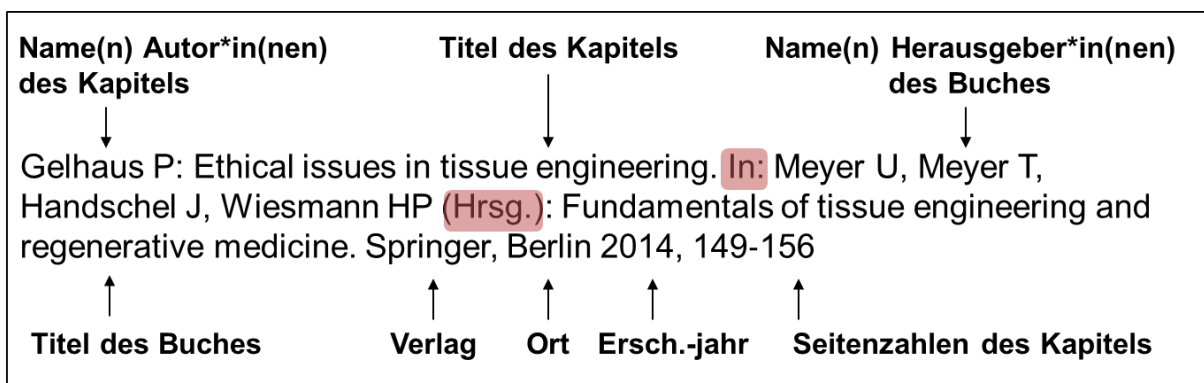 Name(n) Autor*in(nen) des Kapitels
Titel des Kapitels
Name(n) Herausgeber*in(nen) des Buches
Gelhaus P: Ethical issues in tissue engineering. In: Meyer U, Meyer T,
Handschel J, Wiesmann HP (Hrsg.): Fundamentals of tissue engineering and
regenerative medicine. Springer, Berlin 2014, 149-156
Titel des Buches
Verlag
Ort
Ersch.-jahr
Seitenzahlen des Kapitels